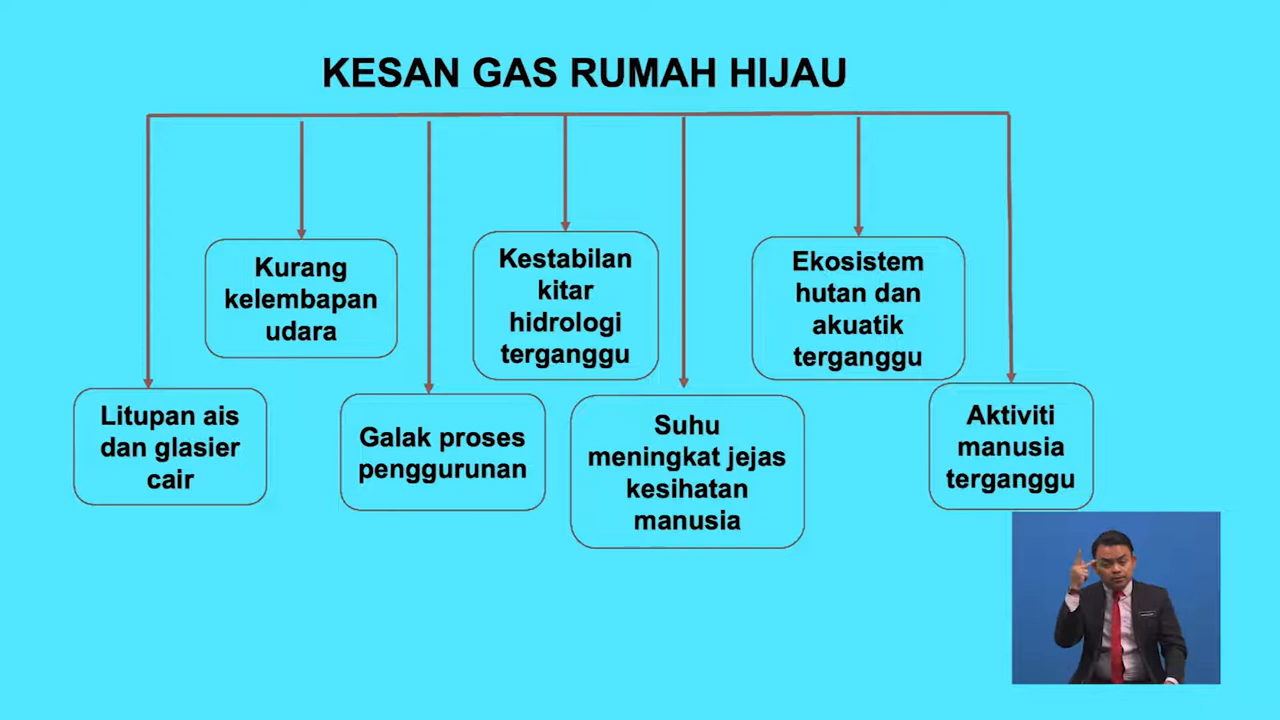 KESAN GAS RUMAH HIJAU
Litupan ais
dan glasier
cair
Kurang
kelembapan
udara
Galak proses
penggurunan
Kestabilan
kitar
hidrologi
terganggu
Suhu
meningkat jejas
kesihatan
manusia
Ekosistem
hutan dan
akuatik
terganggu
Aktiviti
manusia
terganggu